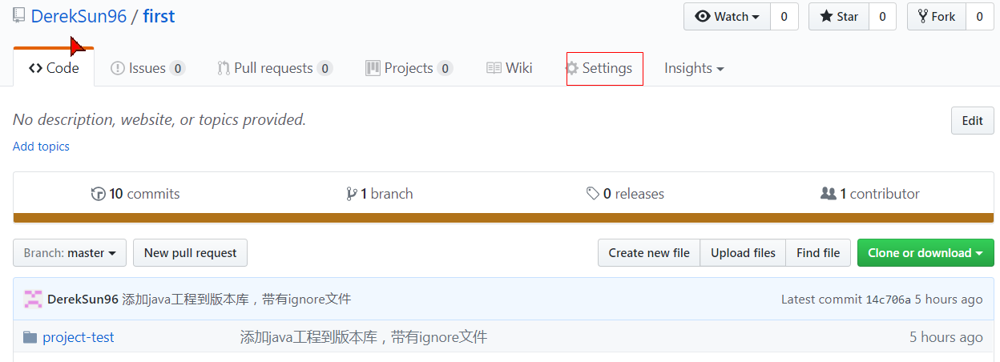 DerekSun96 / first Watch 0 Star 0 Fork 0
Code Issues 0 Pull requests 0 Projects 0 Wiki Settings Insights
No description, website, or topics provided. Edit
Add topics
10 commits 1 branch 0 releases 1 contributor
Branch: master New pull request Create new file Upload files Find file Clone or download
DerekSun96 添加java工程到版本库，带有ignore文件 Latest commit 14c706a 5 hours ago
project-test 添加java工程到版本库，带有ignore文件 5 hours ago